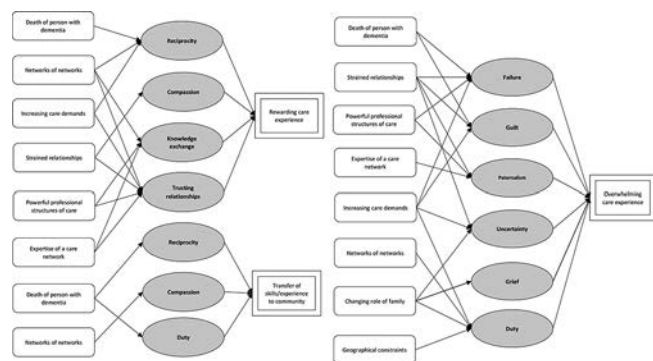 Death of person with
dementia
Networks of networks
Increasing care demands
Strained relationships
Powerful professional
structures of care
Expertise of a care
network
Death of person with
dementia
Networks of networks
Reciprocity
Compassion
Knowledge
exchange
Trusting
relationships
Reciprocity
Compassion
Duty
Rewarding care
experience
Transfer of
skills/experience
to community
Death of person with
dementia
Strained relationships
Powerful professional
structures of care
Expertise of a care
network
Increasing care demands
Networks of networks
Changing role of family
Geographical constraints
Failure
Guilt
Paternalism
Uncertainty
Grief
Duty
Overwhelming
care experience